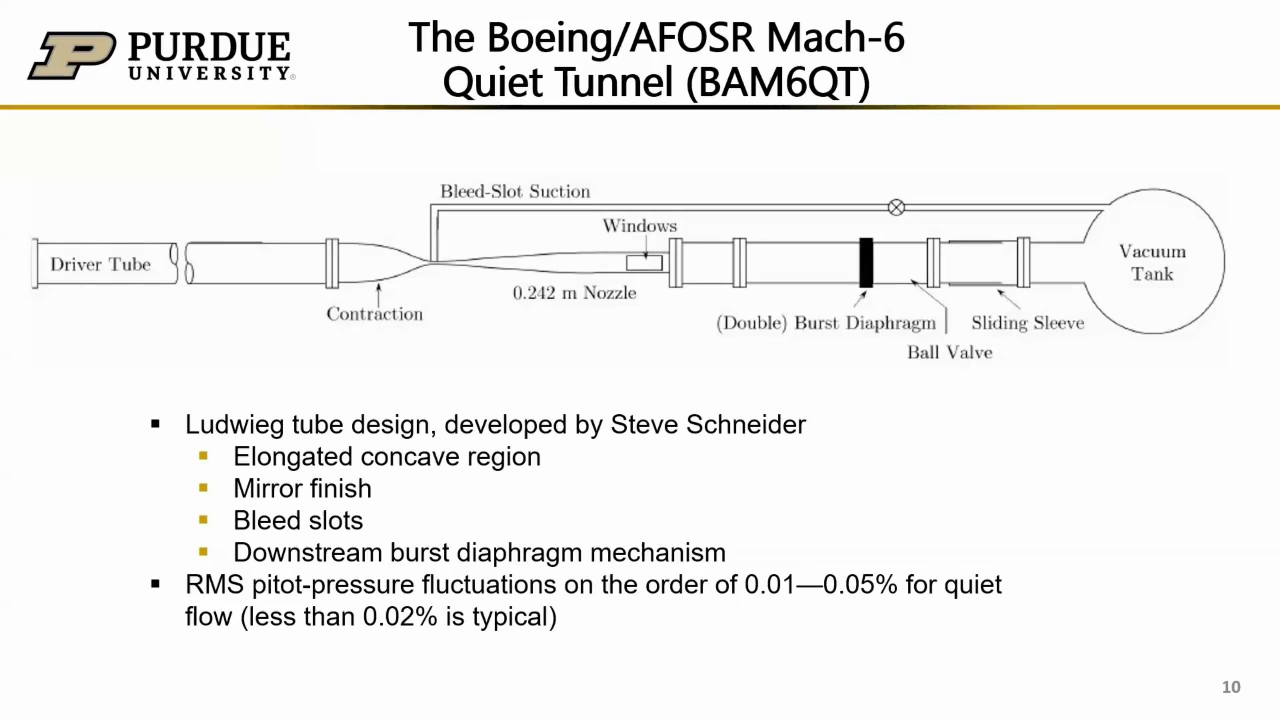 PURDUE
UNIVERSITY®
The Boeing/AFOSR Mach-6
Quiet Tunnel (BAM6QT)
Bleed-Slot Suction
Windows
Driver Tube
Vacuum
Tank
0.242 m Nozzle
Contraction
(Double) Burst Diaphragm
Sliding Sleeve
Ball Valve
▪ Ludwieg tube design, developed by Steve Schneider
▪ Elongated concave region
▪ Mirror finish
▪ Bleed slots
▪ Downstream burst diaphragm mechanism
▪ RMS pitot-pressure fluctuations on the order of 0.01—0.05% for quiet
flow (less than 0.02% is typical)
10